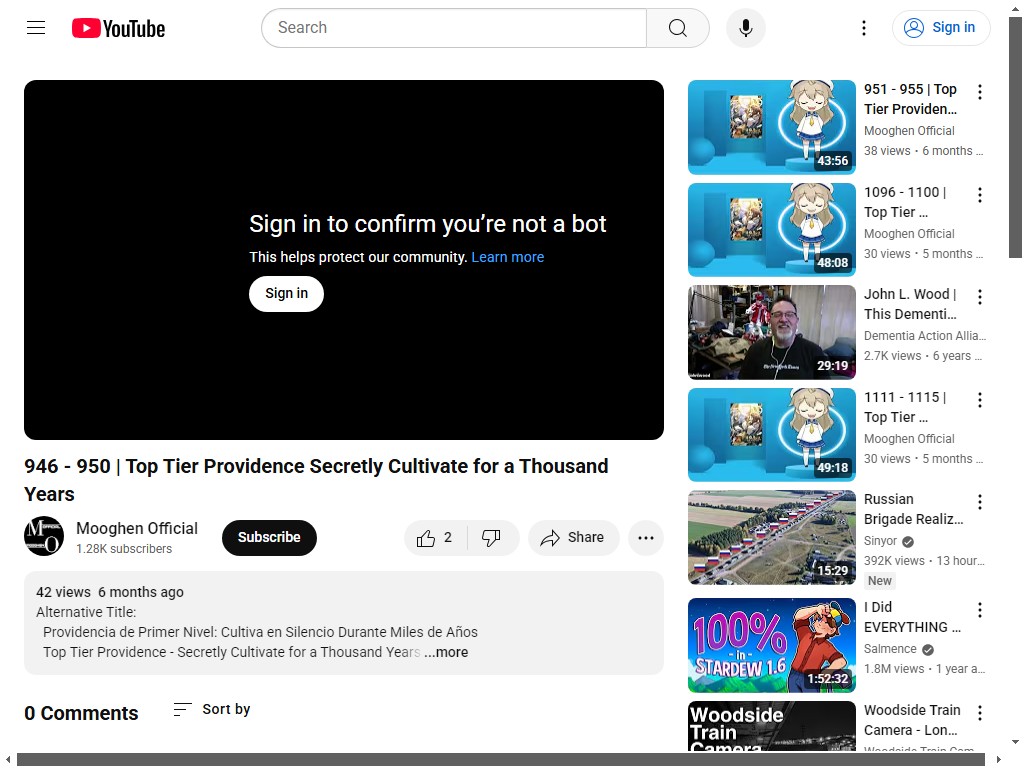 YouTube
Search
Sign in
Sign in to confirm you’re not a bot
This helps protect our community. Learn more
Sign in
946 - 950 | Top Tier Providence Secretly Cultivate for a Thousand
Years
Mooghen Official
1.28K subscribers
Subscribe
2
Share
42 views 6 months ago
Alternative Title:
Providencia de Primer Nivel: Cultiva en Silencio Durante Miles de Años
Top Tier Providence - Secretly Cultivate for a Thousand Years ...more
0 Comments
Sort by
43:56
951 - 955 | Top
Tier Providen...
Mooghen Official
38 views • 6 months ...
48:08
1096 - 1100 |
Top Tier ...
Mooghen Official
30 views • 5 months ...
29:19
John L. Wood |
This Dementi...
Dementia Action Allia...
2.7K views • 6 years ...
49:18
1111 - 1115 |
Top Tier ...
Mooghen Official
30 views • 5 months ...
15:29
Russian
Brigade Realiz...
Sinyor
392K views • 13 hour...
New
100%
- in -
STARDEW 1.6
1:52:32
I Did
EVERYTHING ...
Salmence
1.8M views • 1 year a...
Woodside
Train
Camera
Woodside Train
Camera - Lon...
Woodside Train Cam...